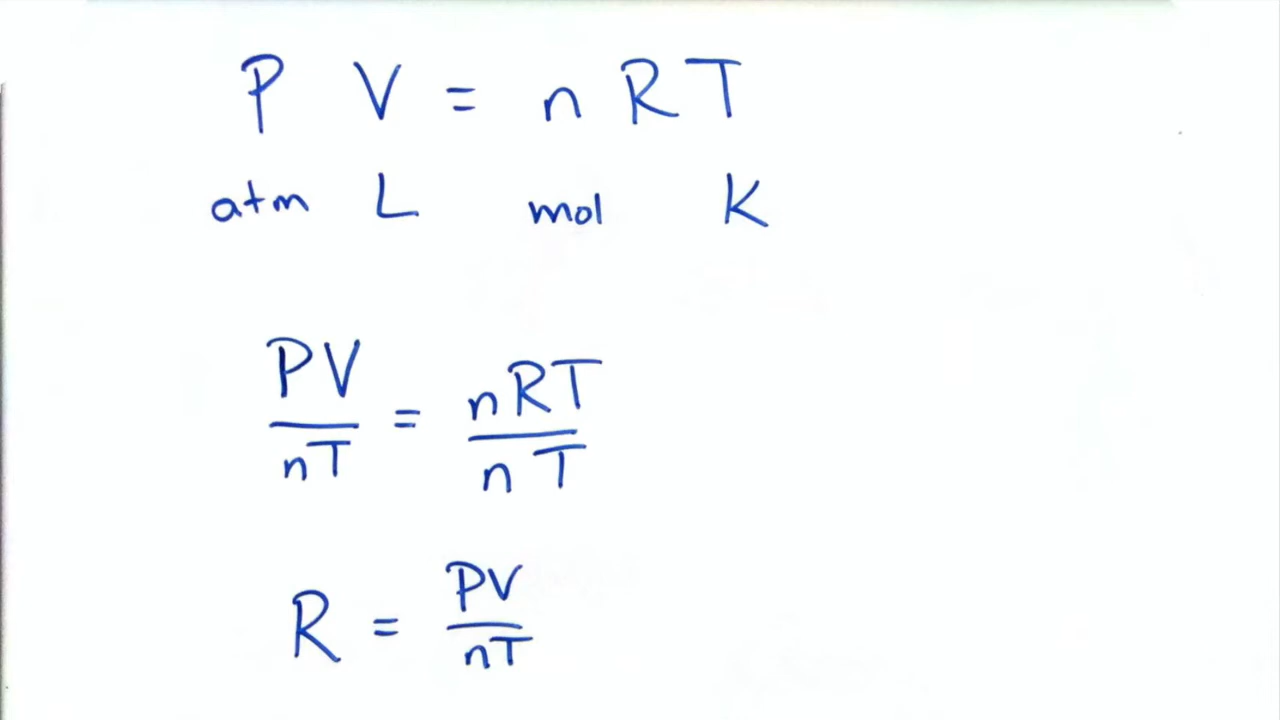 P V = n R T
atm L mol K
PV/nT = nRT/nT
R = PV/nT